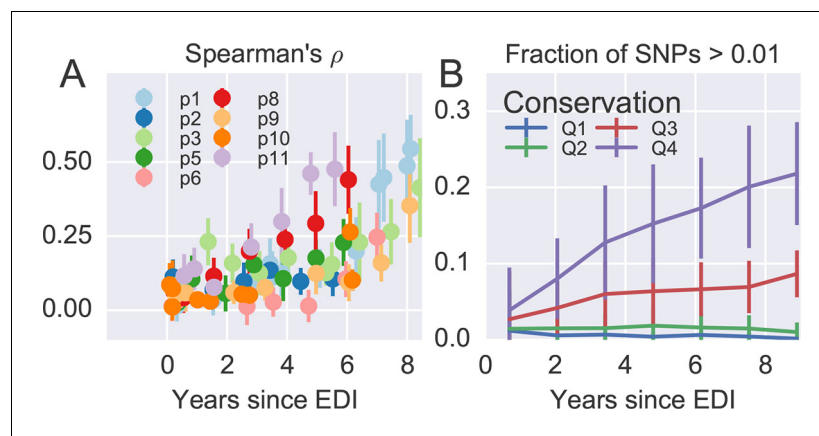 A
Spearman's ρ
p1 p8
p2 p9
p3 p10
p5 p11
p6
0.50
0.25
0.00
0 2 4 6 8
Years since EDI
B
Fraction of SNPs > 0.01
Conservation
Q1 Q3
Q2 Q4
0.3
0.2
0.1
0.0
0 2 4 6 8
Years since EDI